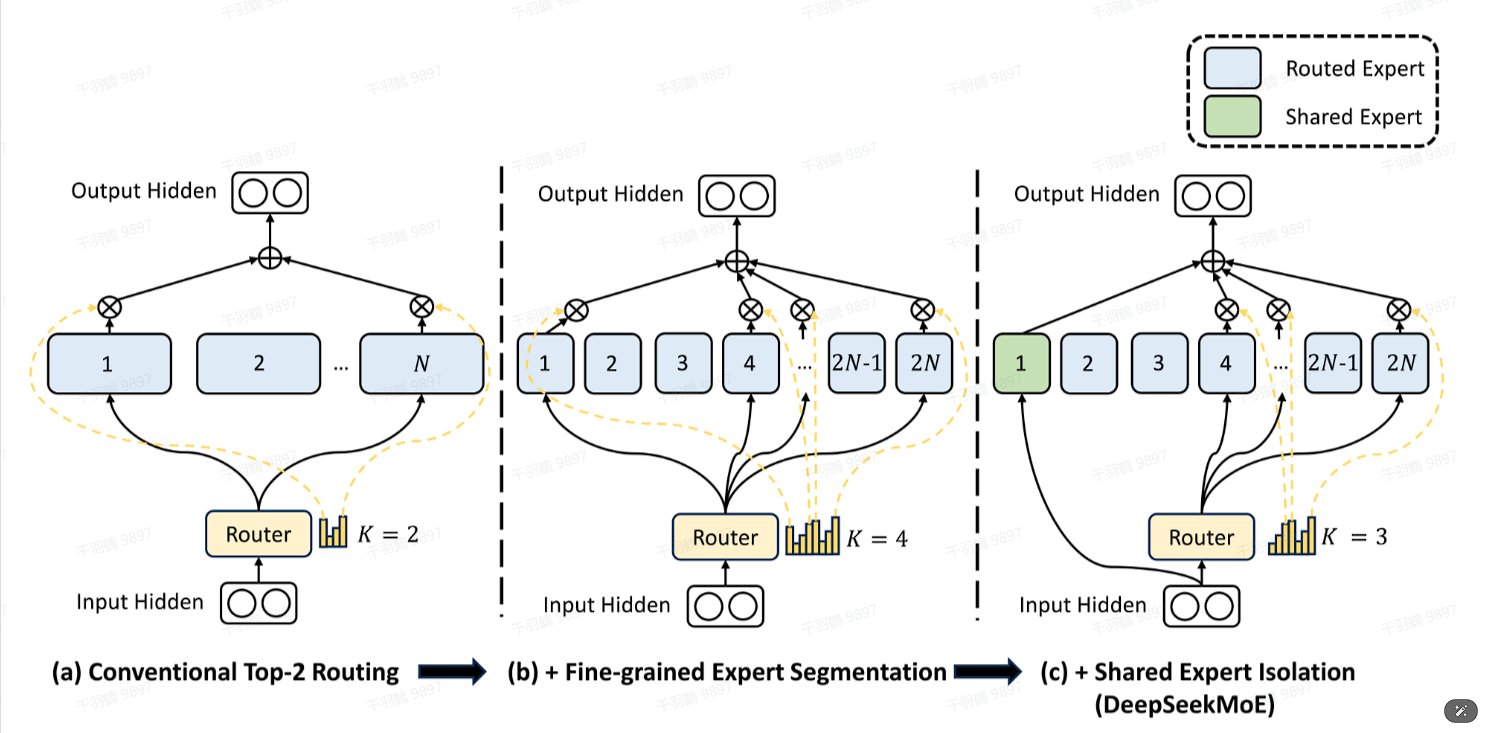 Routed Expert
Shared Expert
Output Hidden
1
2
...
N
Router
K = 2
Input Hidden
(a) Conventional Top-2 Routing
Output Hidden
1
2
3
4
...
2N-1
2N
Router
K = 4
Input Hidden
(b) + Fine-grained Expert Segmentation
Output Hidden
1
2
3
4
...
2N-1
2N
Router
K = 3
Input Hidden
(c) + Shared Expert Isolation
(DeepSeekMoE)
千羽鹤 9897